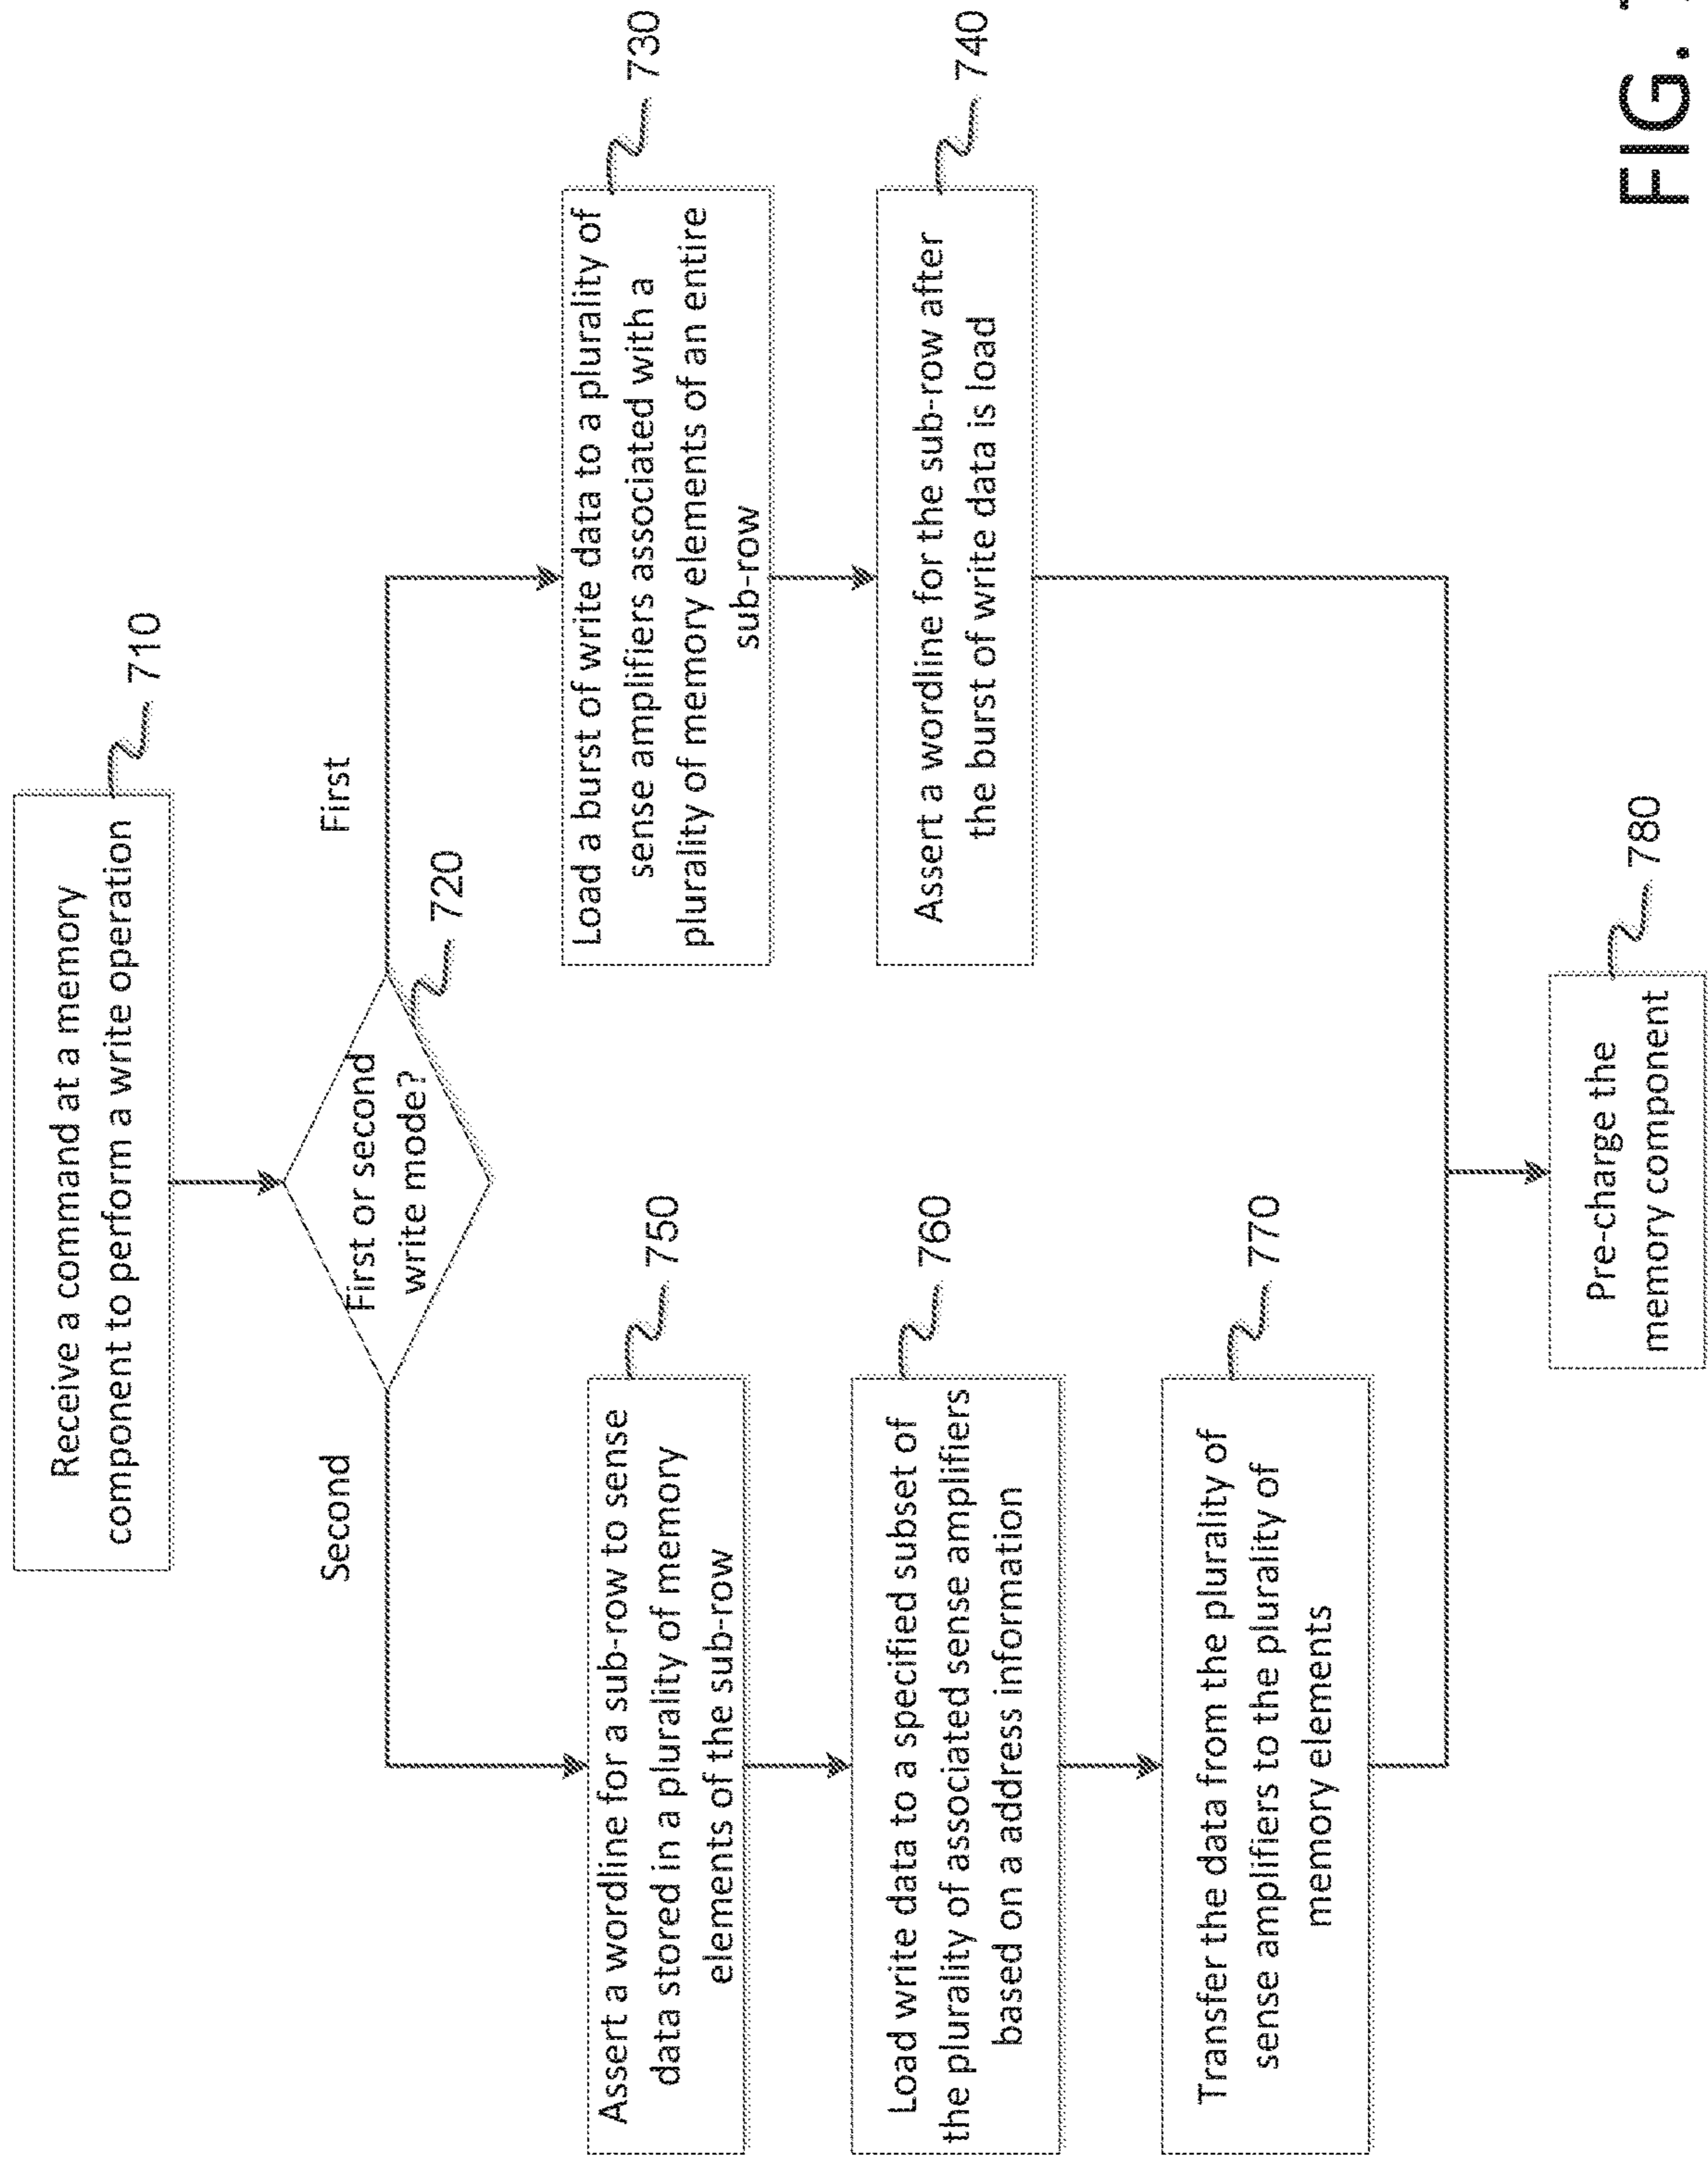 Receive a command at a memory
component to perform a write operation
710
First or second
write mode?
720
Second
First
Assert a wordline for a sub-row to sense
data stored in a plurality of memory
elements of the sub-row
750
Load a burst of write data to a plurality of
sense amplifiers associated with a
plurality of memory elements of an entire
sub-row
730
Load write data to a specified subset of
the plurality of associated sense amplifiers
based on a address information
760
Assert a wordline for the sub-row after
the burst of write data is load
740
Transfer the data from the plurality of
sense amplifiers to the plurality of
memory elements
770
Pre-charge the
memory component
780
FIG.